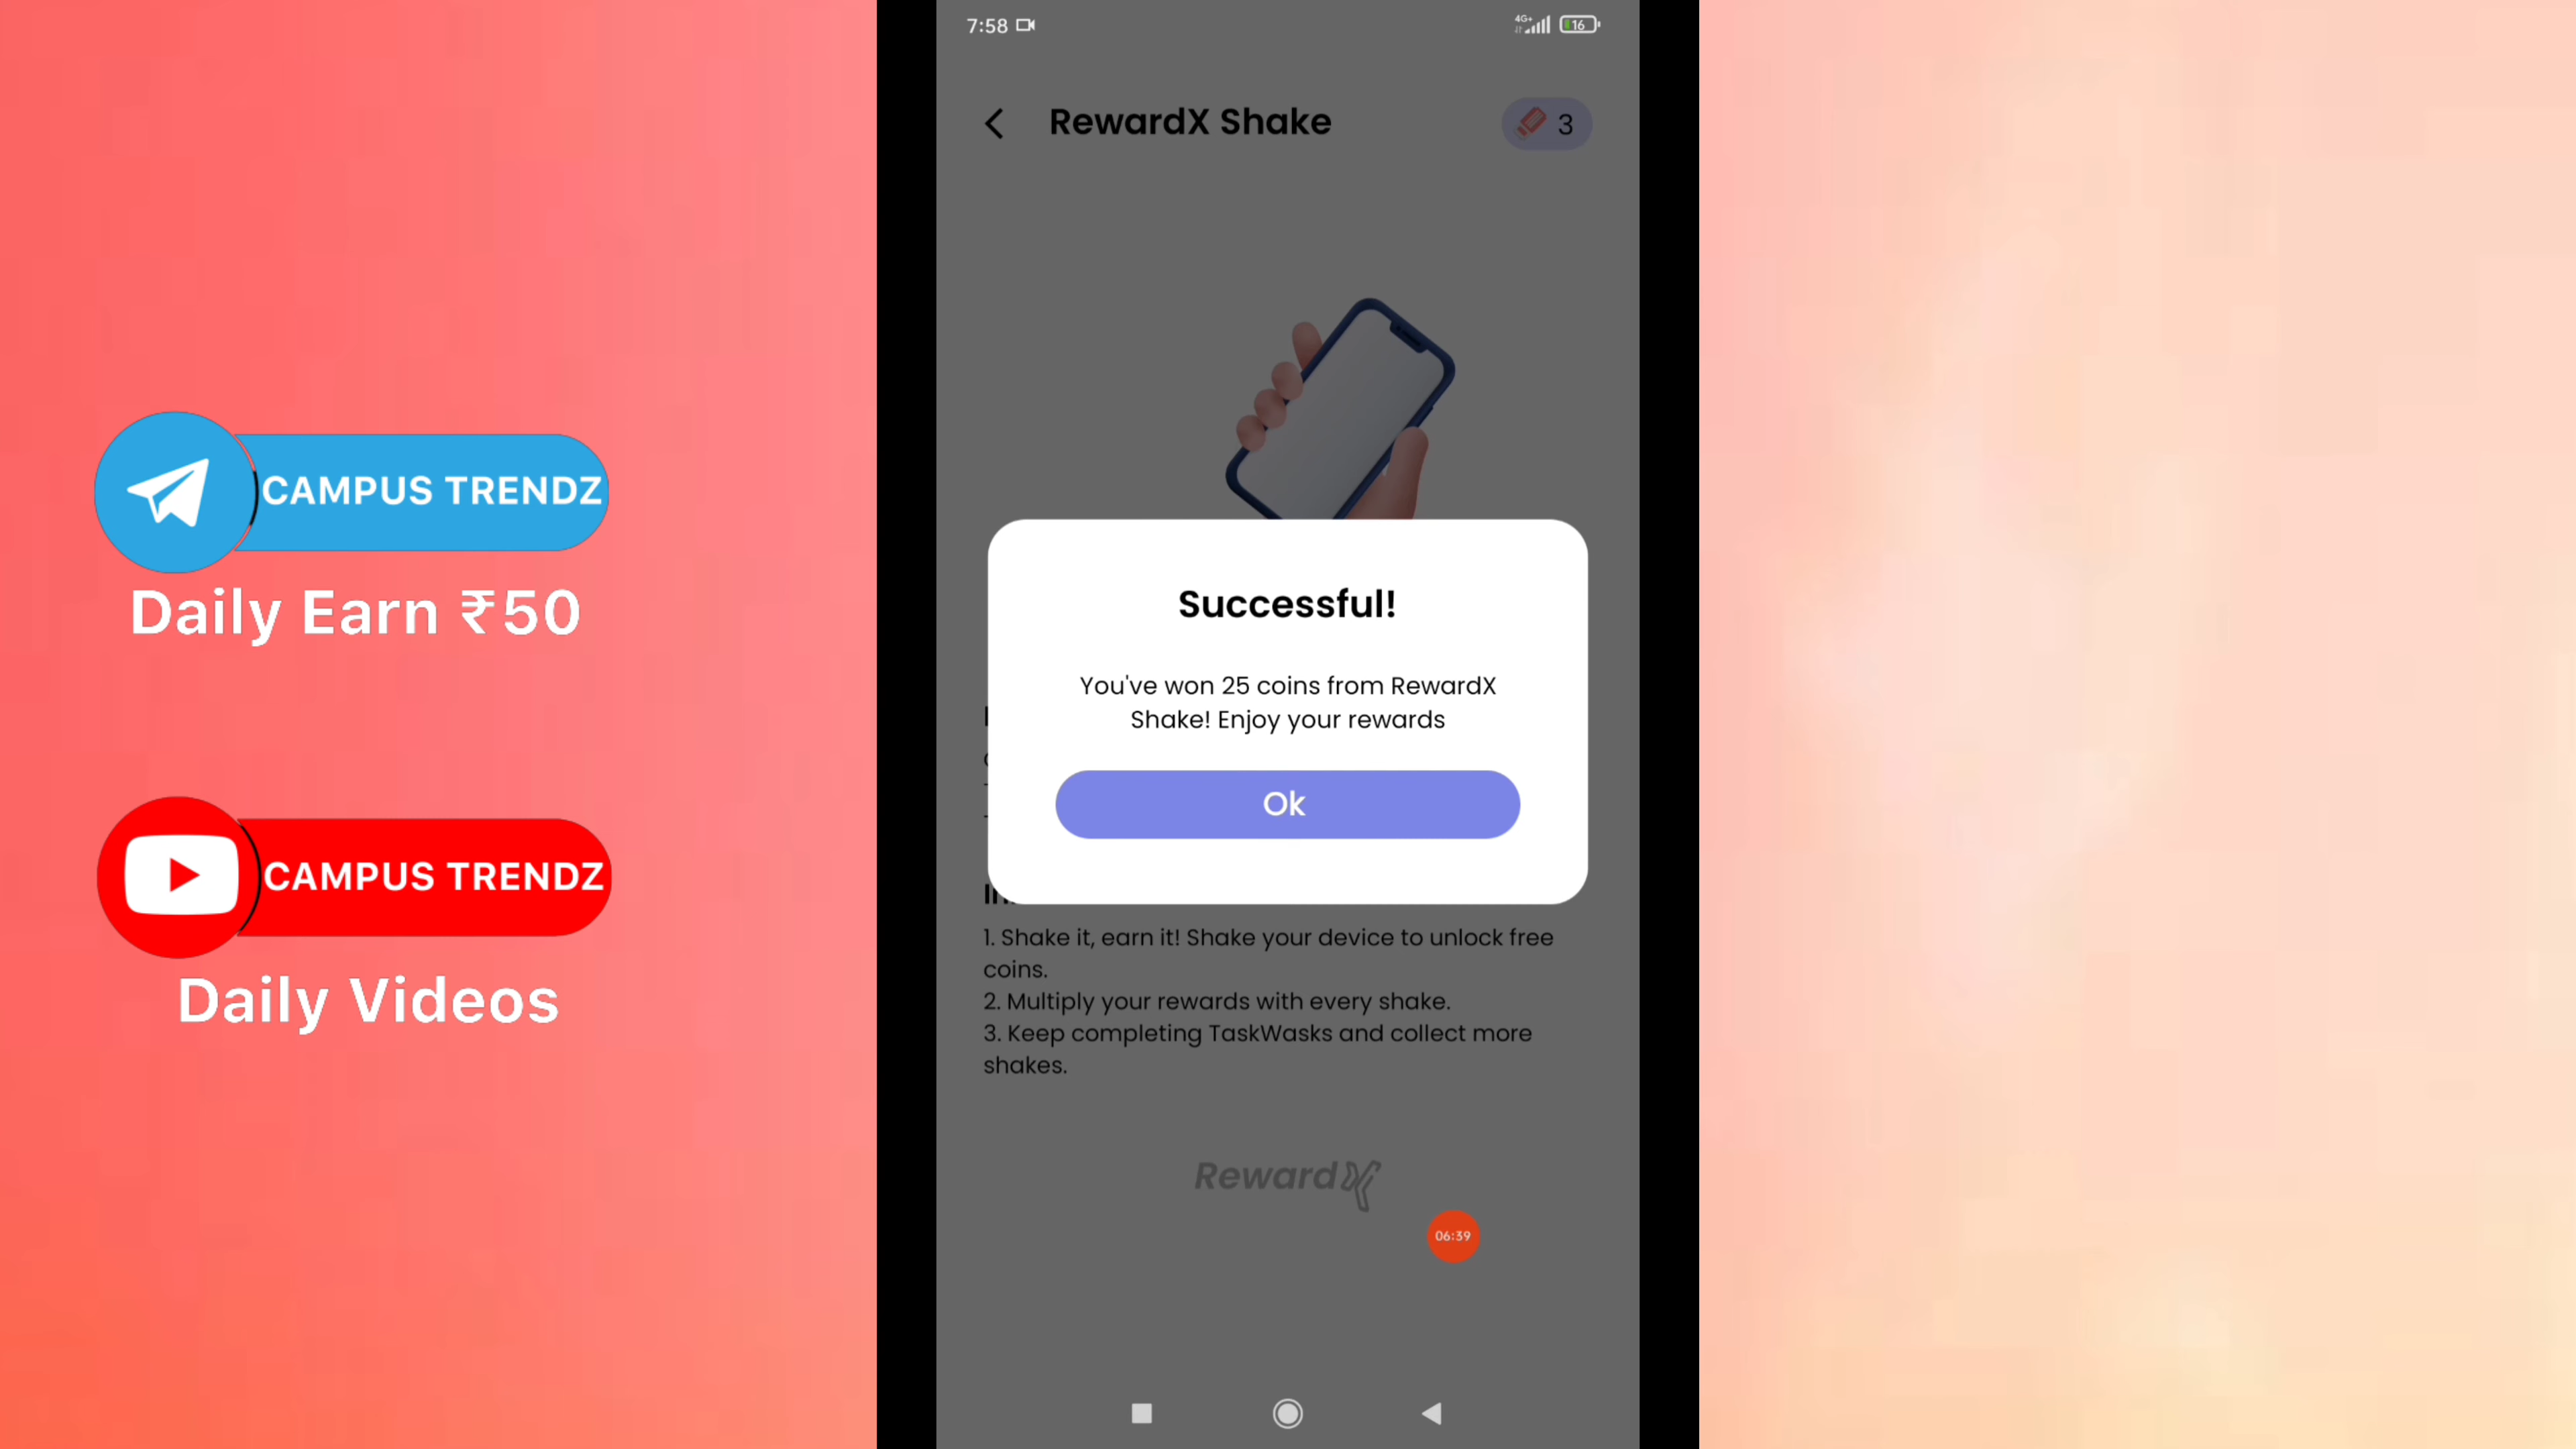 7:58
4G+
16
RewardX Shake
3
CAMPUS TRENDZ
Daily Earn ₹50
CAMPUS TRENDZ
Daily Videos
Successful!
You've won 25 coins from RewardX
Shake! Enjoy your rewards
Ok
1. Shake it, earn it! Shake your device to unlock free
coins.
2. Multiply your rewards with every shake.
3. Keep completing TaskWasks and collect more
shakes.
RewardX
06:39